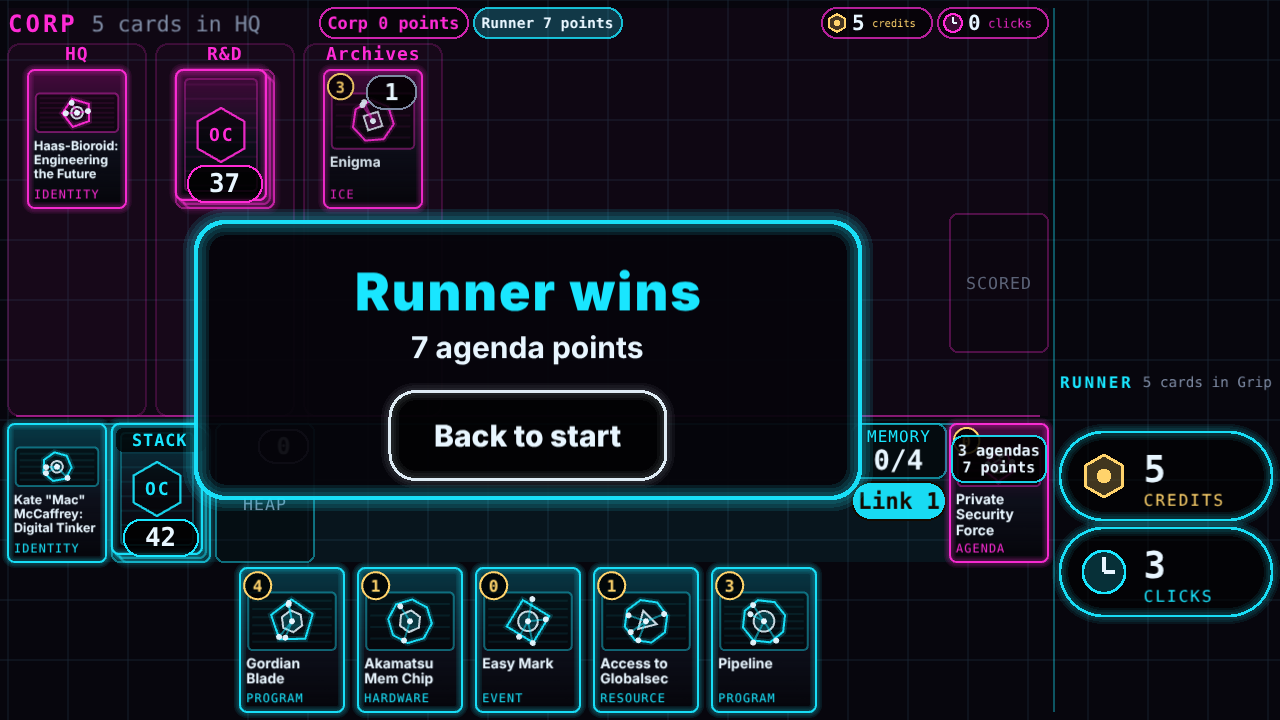 CORP 5 cards in HQ
Corp 0 points
Runner 7 points
5 credits
0 clicks
HQ
R&D
Archives
Haas-Bioroid:
Engineering
the Future
IDENTITY
OC
37
3
1
Enigma
ICE
SCORED
Runner wins
7 agenda points
Back to start
RUNNER 5 cards in Grip
5
CREDITS
3
CLICKS
Kate "Mac"
McCaffrey:
Digital Tinker
IDENTITY
STACK
OC
42
0
HEAP
MEMORY
0/4
Link 1
3 agendas
7 points
Private
Security
Force
AGENDA
4
Gordian
Blade
PROGRAM
1
Akamatsu
Mem Chip
HARDWARE
0
Easy Mark
EVENT
1
Access to
Globalsec
RESOURCE
3
Pipeline
PROGRAM